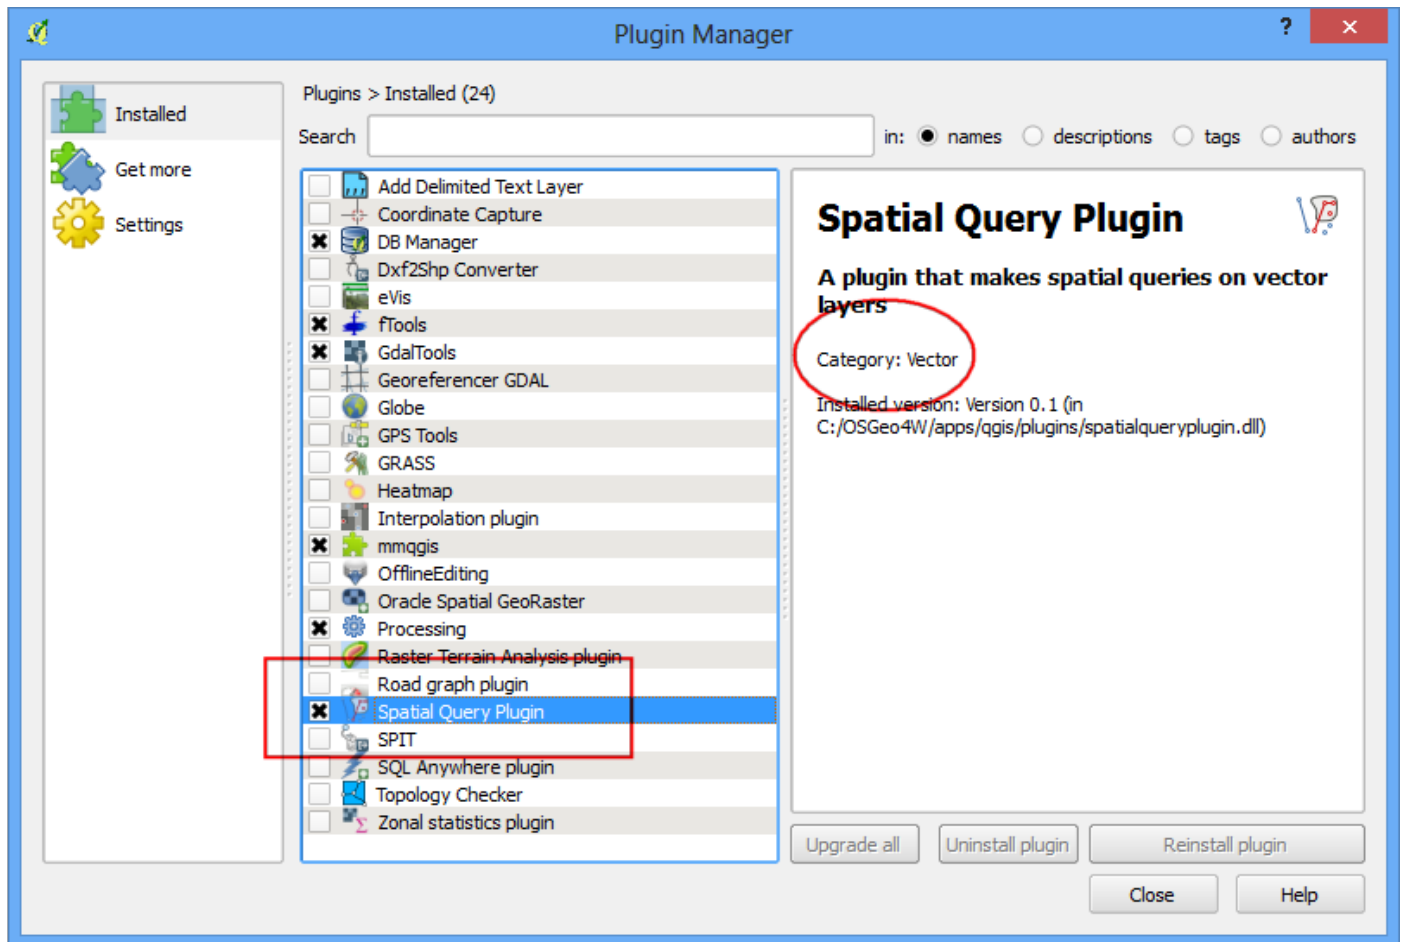 Plugin Manager
?
Installed
Get more
Settings
Plugins > Installed (24)
Search
in: names descriptions tags authors
Add Delimited Text Layer
Coordinate Capture
DB Manager
Dxf2Shp Converter
eVis
fTools
GdalTools
Georeferencer GDAL
Globe
GPS Tools
GRASS
Heatmap
Interpolation plugin
mmqgis
OfflineEditing
Oracle Spatial GeoRaster
Processing
Raster Terrain Analysis plugin
Road graph plugin
Spatial Query Plugin
SPIT
SQL Anywhere plugin
Topology Checker
Zonal statistics plugin
Spatial Query Plugin
A plugin that makes spatial queries on vector
layers
Category: Vector
Installed version: Version 0.1 (in
C:/OSGeo4W/apps/qgis/plugins/spatialqueryplugin.dll)
Upgrade all
Uninstall plugin
Reinstall plugin
Close
Help